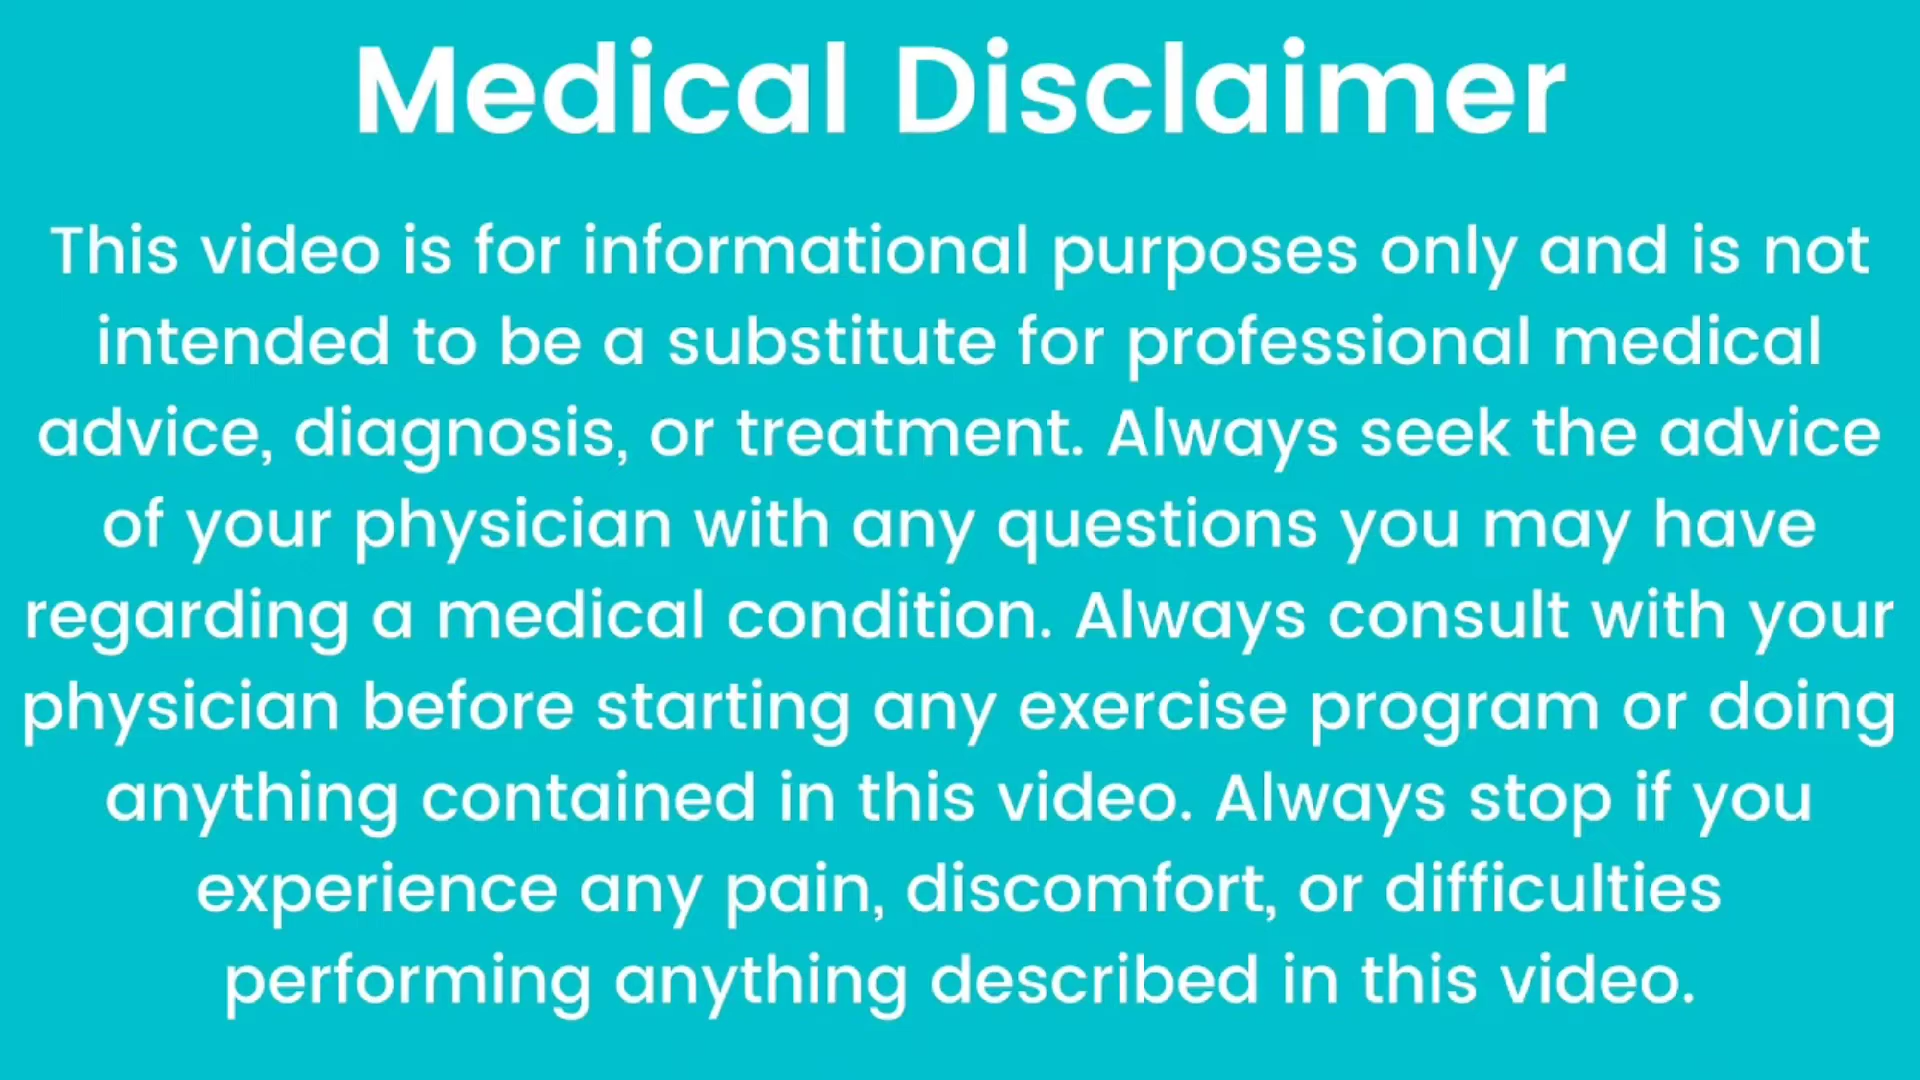 Medical Disclaimer
This video is for informational purposes only and is not
intended to be a substitute for professional medical
advice, diagnosis, or treatment. Always seek the advice
of your physician with any questions you may have
regarding a medical condition. Always consult with your
physician before starting any exercise program or doing
anything contained in this video. Always stop if you
experience any pain, discomfort, or difficulties
performing anything described in this video.